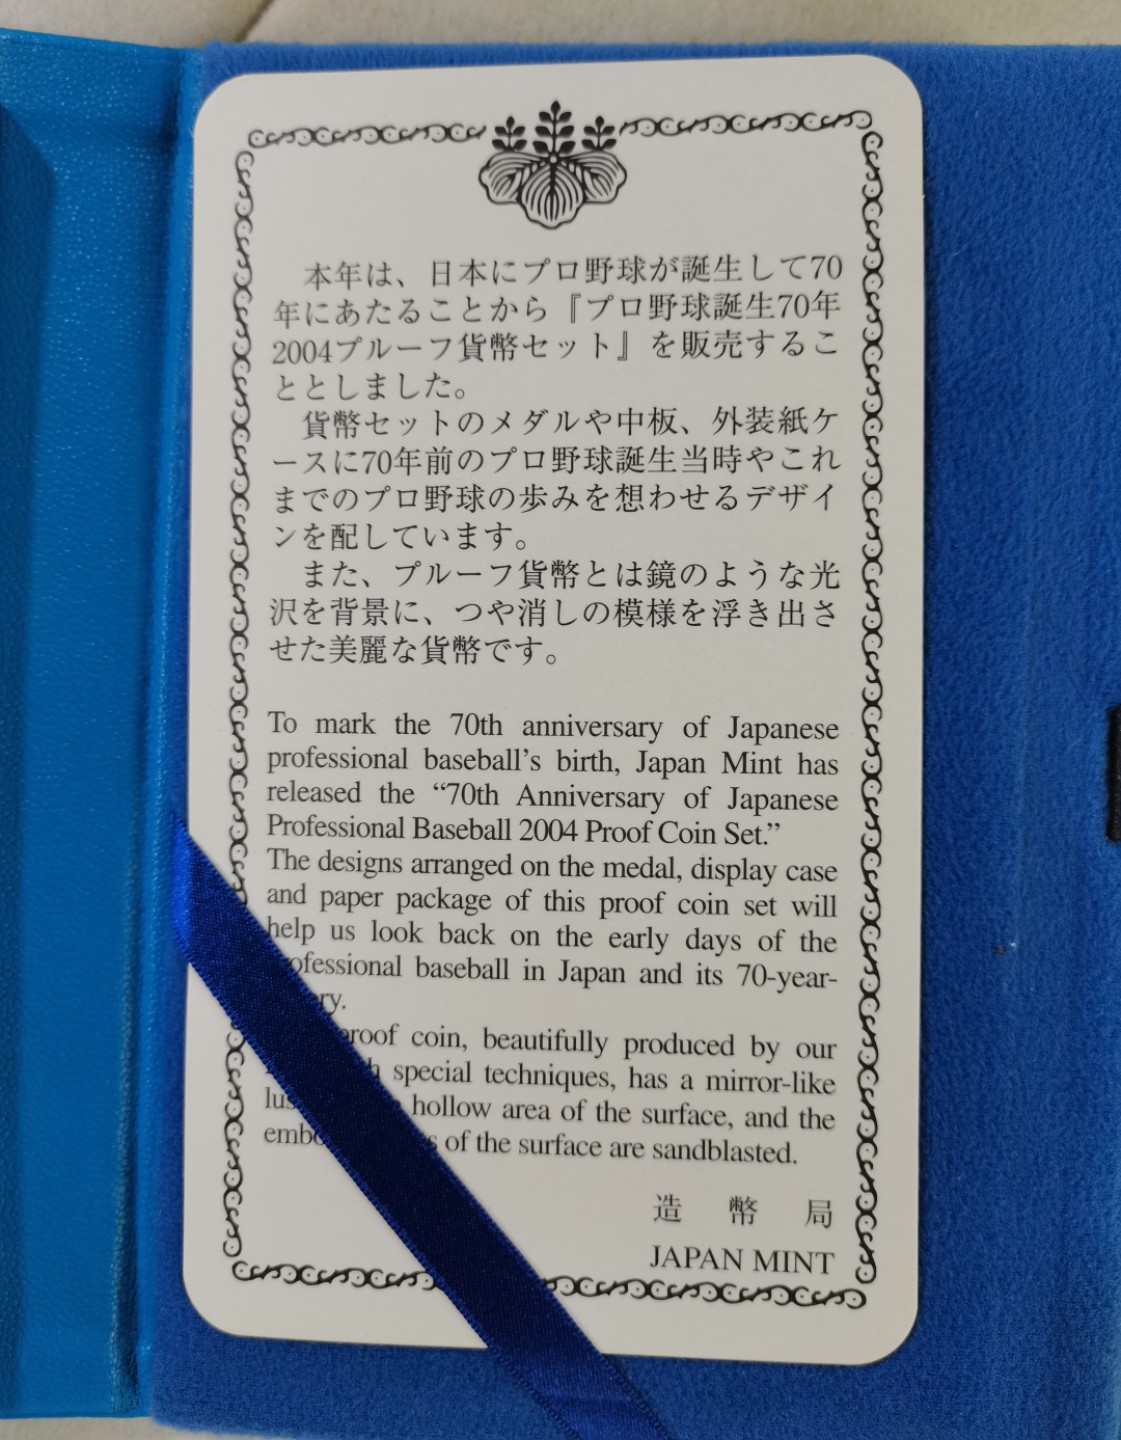 本年は、日本にプロ野球が誕生して70
年にあたることから『プロ野球誕生70年
2004プルーフ貨幣セット』を販売するこ
ととしました。
貨幣セットのメダルや中板、外装紙ケ
ースに70年前のプロ野球誕生当時やこれ
までのプロ野球の歩みを想わせるデザイ
ンを配しています。
また、プルーフ貨幣とは鏡のような光
沢を背景に、つや消しの模様を浮き出さ
せた美麗な貨幣です。
To mark the 70th anniversary of Japanese
professional baseball's birth, Japan Mint has
released the “70th Anniversary of Japanese
Professional Baseball 2004 Proof Coin Set.”
The designs arranged on the medal, display case
and paper package of this proof coin set will
help us look back on the early days of the
baseball in Japan and its 70-year-
coin, beautifully produced by our
special techniques, has a mirror-like
hollow area of the surface, and the
of the surface are sandblasted.
造幣局
JAPAN MINT